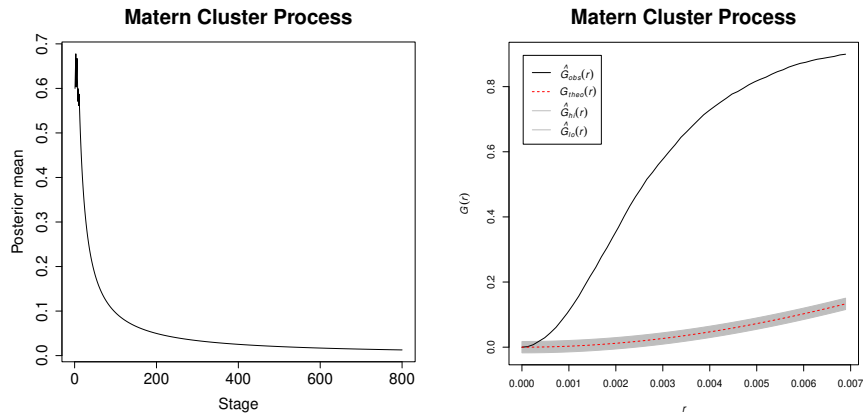 Matern Cluster Process
Posterior mean
0.7
0.6
0.5
0.4
0.3
0.2
0.1
0.0
0 200 400 600 800
Stage
Matern Cluster Process
G(r)
0.8
0.6
0.4
0.2
0.0
Ĝobs(r)
Gtheo(r)
Ĝhi(r)
Ĝlo(r)
0.000 0.001 0.002 0.003 0.004 0.005 0.006 0.007
r